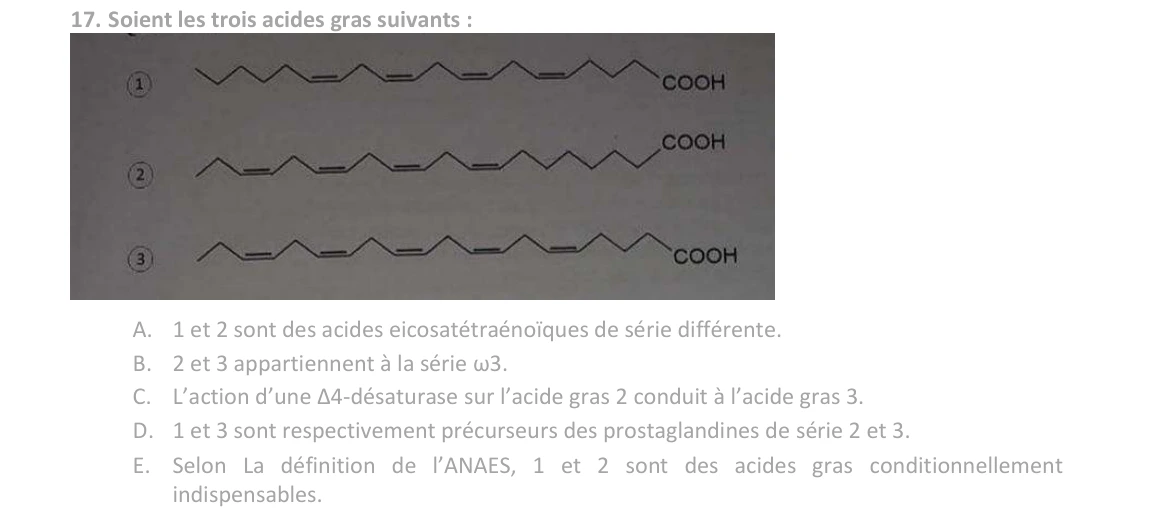 17. Soient les trois acides gras suivants :
1
COOH
COOH
2
3
COOH
A. 1 et 2 sont des acides eicosatétraénoïques de série différente.
B. 2 et 3 appartiennent à la série ω3.
C. L’action d’une Δ4-désaturase sur l’acide gras 2 conduit à l’acide gras 3.
D. 1 et 3 sont respectivement précurseurs des prostaglandines de série 2 et 3.
E. Selon La définition de l’ANAES, 1 et 2 sont des acides gras conditionnellement
indispensables.